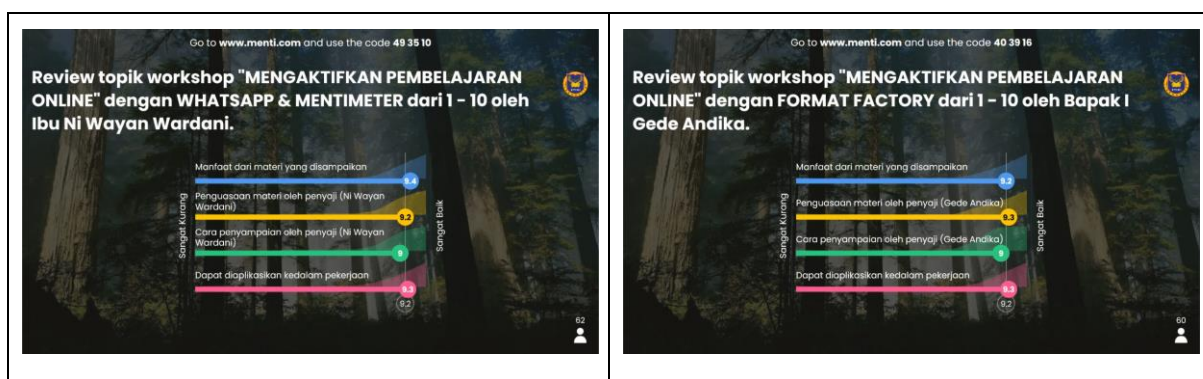 Go to www.menti.com and use the code 49 35 10
Review topik workshop "MENGAKTIFKAN PEMBELAJARAN
ONLINE" dengan WHATSAPP & MENTIMETER dari 1 - 10 oleh
Ibu Ni Wayan Wardani.
Sangat Kurang
Manfaat dari materi yang disampaikan
9.4
Penguasaan materi oleh penyaji (Ni Wayan
Wardani)
9.2
Cara penyampaian oleh penyaji (Ni Wayan
Wardani)
9
Dapat diaplikasikan kedalam pekerjaan
9.3
9.2
Sangat Baik
62
Go to www.menti.com and use the code 40 39 16
Review topik workshop "MENGAKTIFKAN PEMBELAJARAN
ONLINE" dengan FORMAT FACTORY dari 1 - 10 oleh Bapak I
Gede Andika.
Sangat Kurang
Manfaat dari materi yang disampaikan
9.2
Penguasaan materi oleh penyaji (Gede Andika)
9.3
Cara penyampaian oleh penyaji (Gede Andika)
9
Dapat diaplikasikan kedalam pekerjaan
9.3
9.2
Sangat Baik
60